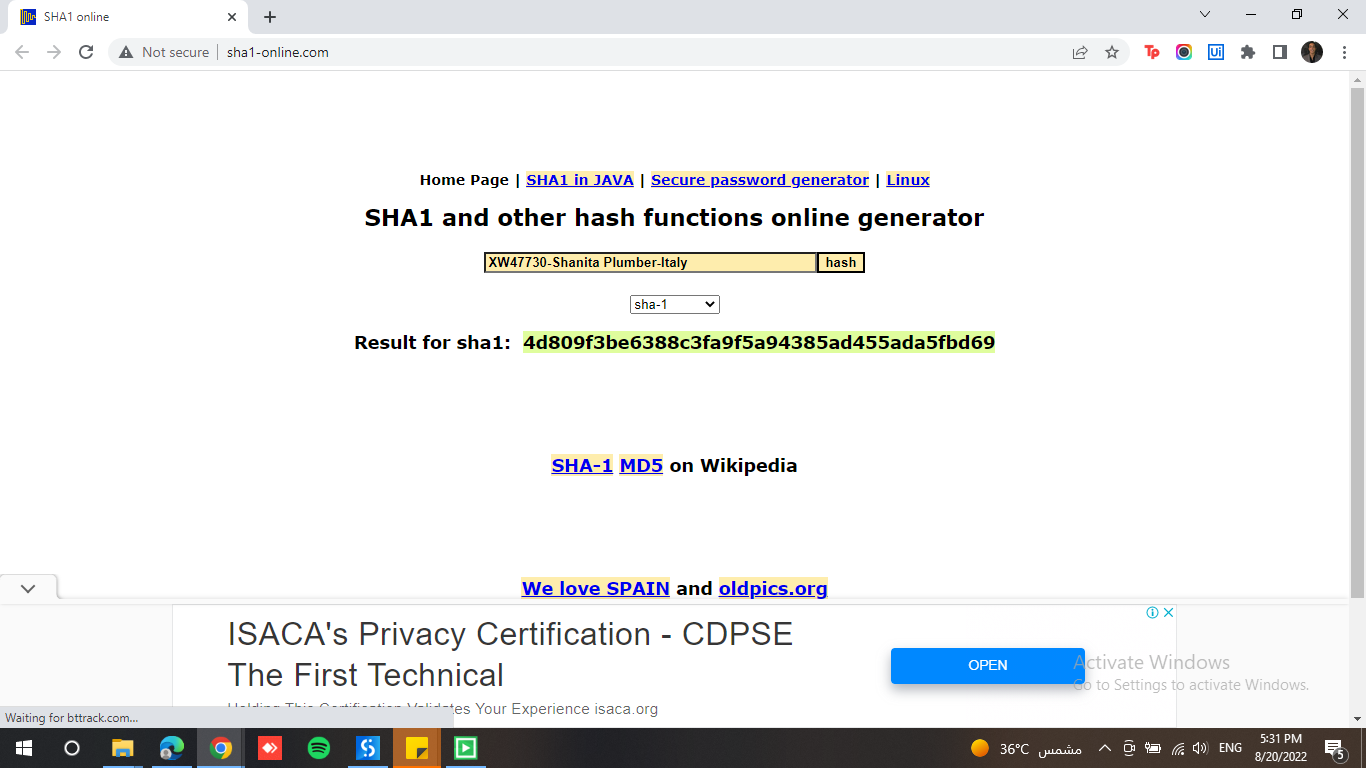 SHA1 online
Not secure
sha1-online.com
Home Page | SHA1 in JAVA | Secure password generator | Linux
SHA1 and other hash functions online generator
XW47730-Shanita Plumber-Italy hash
sha-1
Result for sha1: 4d809f3be6388c3fa9f5a94385ad455ada5fbd69
SHA-1 MD5 on Wikipedia
We love SPAIN and oldpics.org
ISACA's Privacy Certification - CDPSE
The First Technical
OPEN
Activate Windows
Go to Settings to activate Windows.
Holding This Certification Validates Your Experience isaca.org
Waiting for bttrack.com...
36°C مشمس
ENG
5:31 PM
8/20/2022
5